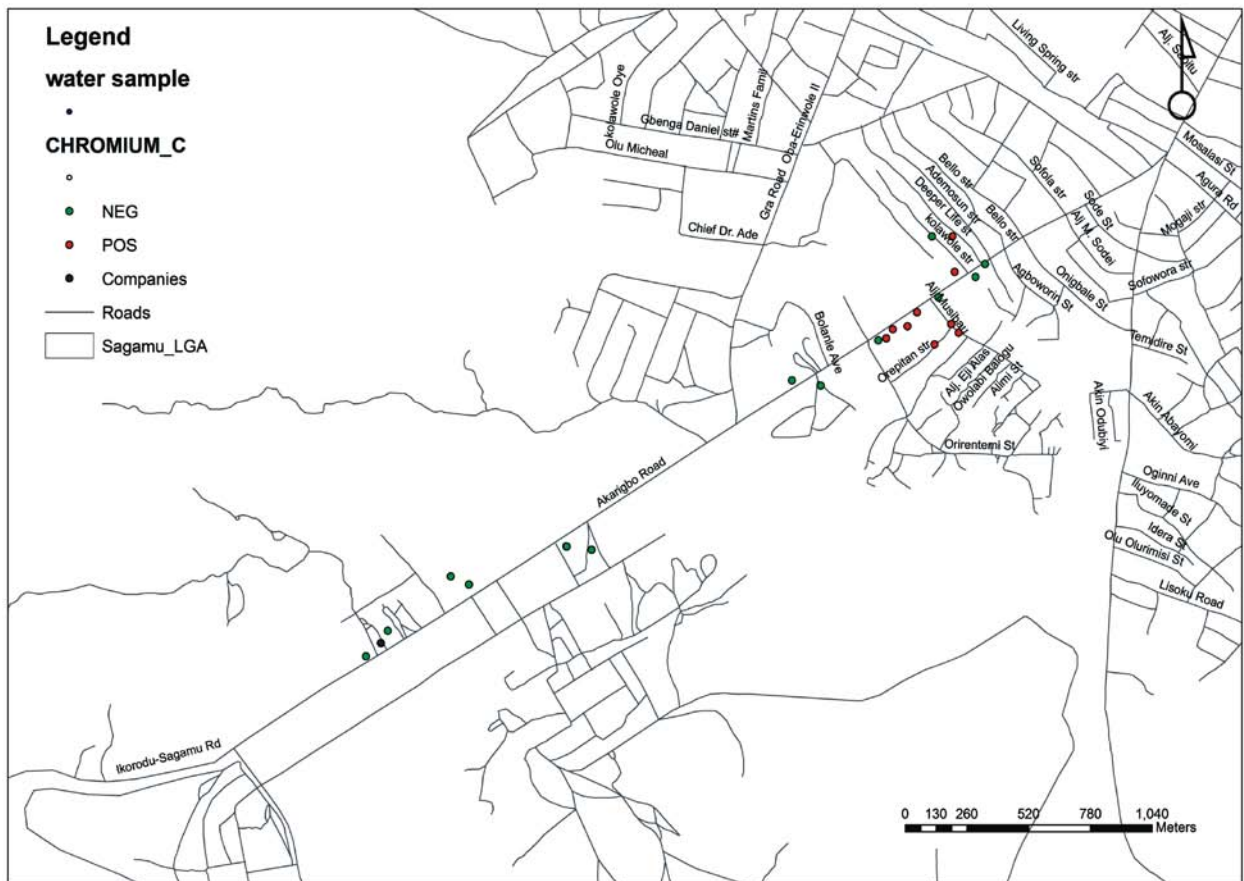 Legend
water sample
CHROMIUM_C
NEG
POS
Companies
Roads
Sagamu_LGA
Living Spring str
Alj. Sabitu
kolawole Oye
Martins Famil
Gbenga Daniel st#
Olu Micheal
Gra Road Oba-Erinwole II
Chief Dr. Ade
Mosalasi St
Agura Rd
Mogaji str
Bello str
Ademosun str
Deeper Life st
kolawole str
Bello str
Sofola str
Sode St
Alj M. Sodei
Sofowora str
Onigbale St
Agboworin St
Temidire St
Alj Musibau
Bolanle Ave
Orepitan str
Alj. Eji Alas
Owolabi Balogu
Alimi St
Orirentemi St
Akin Odubiyi
Akin Abayomi
Oginni Ave
Iluyomade St
Idera St
Olu Olurimisi St
Lisoku Road
Akarigbo Road
Ikorodu-Sagamu Rd
0 130 260 520 780 1,040
Meters